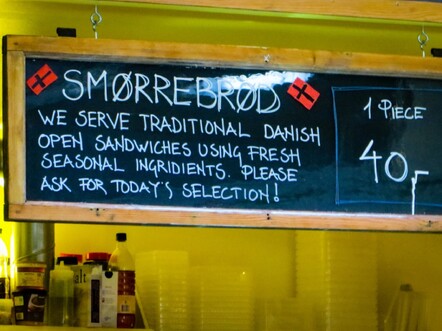 SMØRREBRØD
WE SERVE TRADITIONAL DANISH
OPEN SANDWICHES USING FRESH
SEASONAL INGRIDIENTS. PLEASE
ASK FOR TODAY'S SELECTION!
1 PIECE
40,-